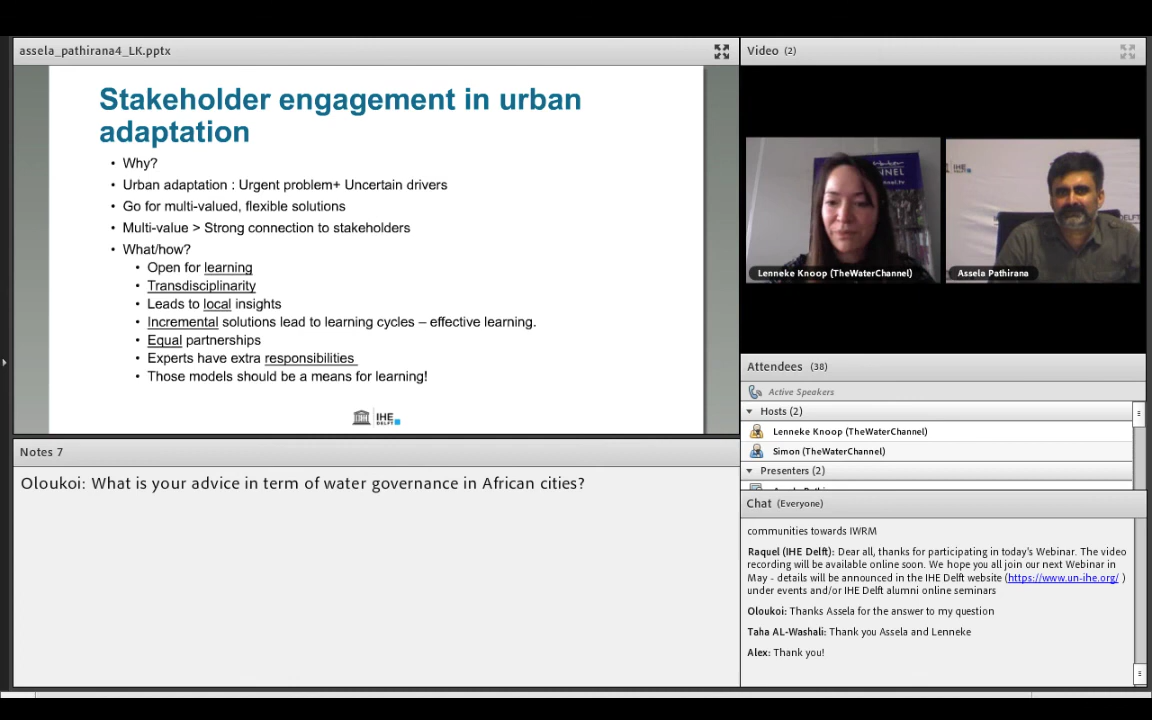 assela_pathirana4_LK.pptx
Stakeholder engagement in urban
adaptation
• Why?
• Urban adaptation : Urgent problem+ Uncertain drivers
• Go for multi-valued, flexible solutions
• Multi-value > Strong connection to stakeholders
• What/how?
• Open for learning
• Transdisciplinarity
• Leads to local insights
• Incremental solutions lead to learning cycles – effective learning.
• Equal partnerships
• Experts have extra responsibilities
• Those models should be a means for learning!
IHE
DELFT
Notes 7
Oloukoi: What is your advice in term of water governance in African cities?
Video (2)
NNEL
nnel.tv
IHE
DELFT
DELFT
Lenneke Knoop (TheWaterChannel)
Assela Pathirana
Attendees (38)
Active Speakers
Hosts (2)
Lenneke Knoop (TheWaterChannel)
Simon (TheWaterChannel)
Presenters (2)
Chat (Everyone)
communities towards IWRM
Raquel (IHE Delft): Dear all, thanks for participating in today's Webinar. The video
recording will be available online soon. We hope you all join our next Webinar in
May - details will be announced in the IHE Delft website (https://www.un-ihe.org/ )
under events and/or IHE Delft alumni online seminars
Oloukoi: Thanks Assela for the answer to my question
Taha AL-Washali: Thank you Assela and Lenneke
Alex: Thank you!